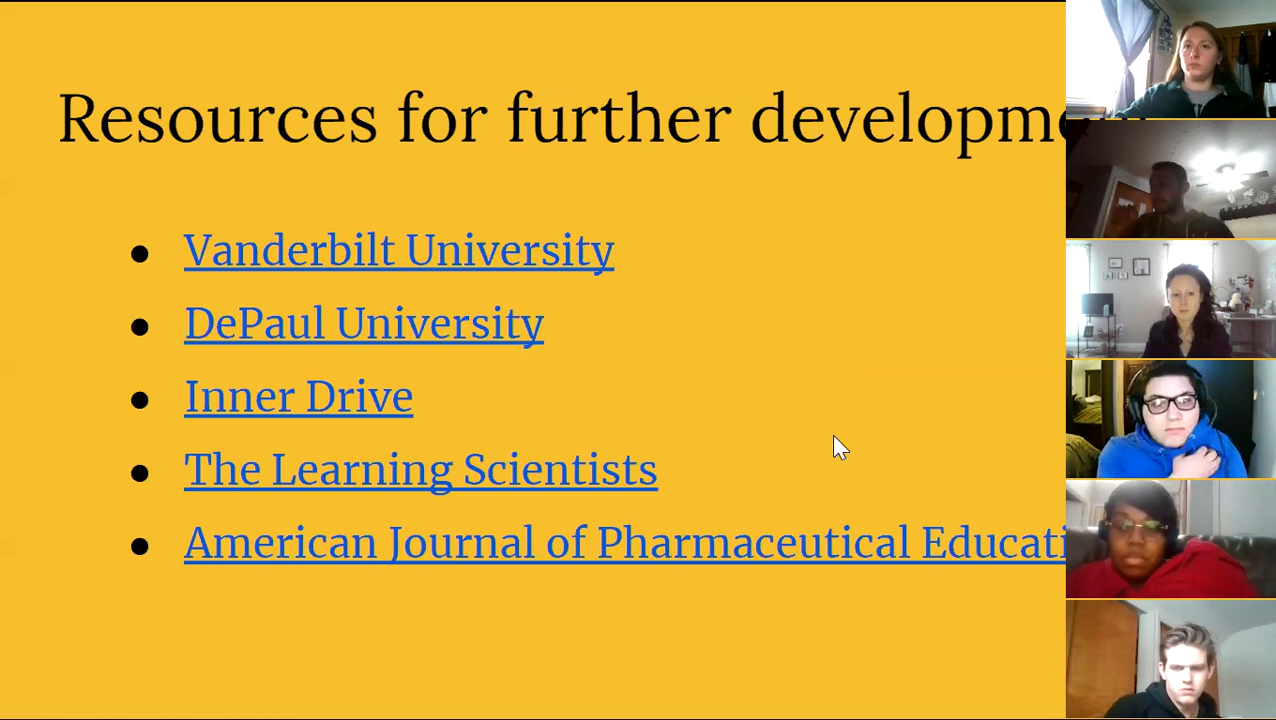 Resources for further developm
Vanderbilt University
DePaul University
Inner Drive
The Learning Scientists
American Journal of Pharmaceutical Educati